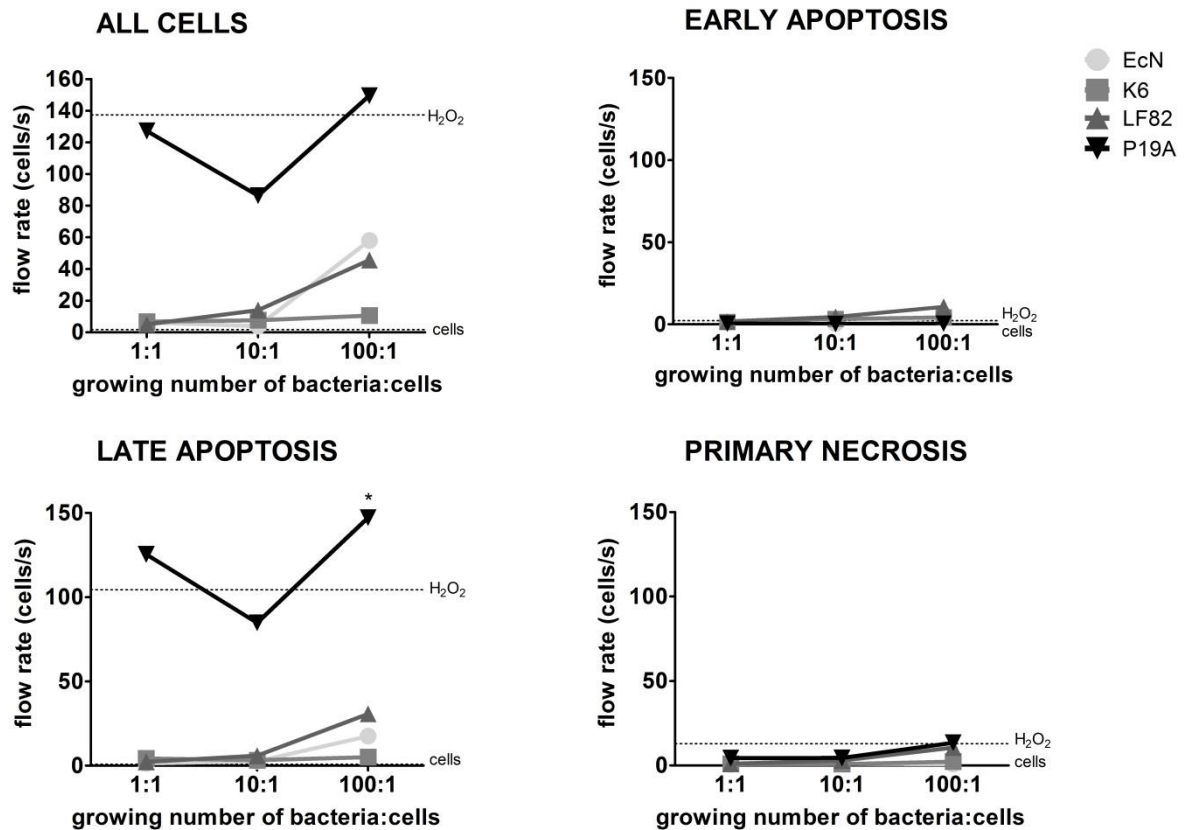 ALL CELLS
160
140
120
100
80
60
40
20
0
flow rate (cells/s)
H₂O₂
cells
1:1 10:1 100:1
growing number of bacteria:cells
EARLY APOPTOSIS
150
100
50
0
flow rate (cells/s)
H₂O₂
cells
1:1 10:1 100:1
growing number of bacteria:cells
EcN
K6
LF82
P19A
LATE APOPTOSIS
150
100
50
0
flow rate (cells/s)
*
H₂O₂
cells
1:1 10:1 100:1
growing number of bacteria:cells
PRIMARY NECROSIS
150
100
50
0
flow rate (cells/s)
H₂O₂
cells
1:1 10:1 100:1
growing number of bacteria:cells